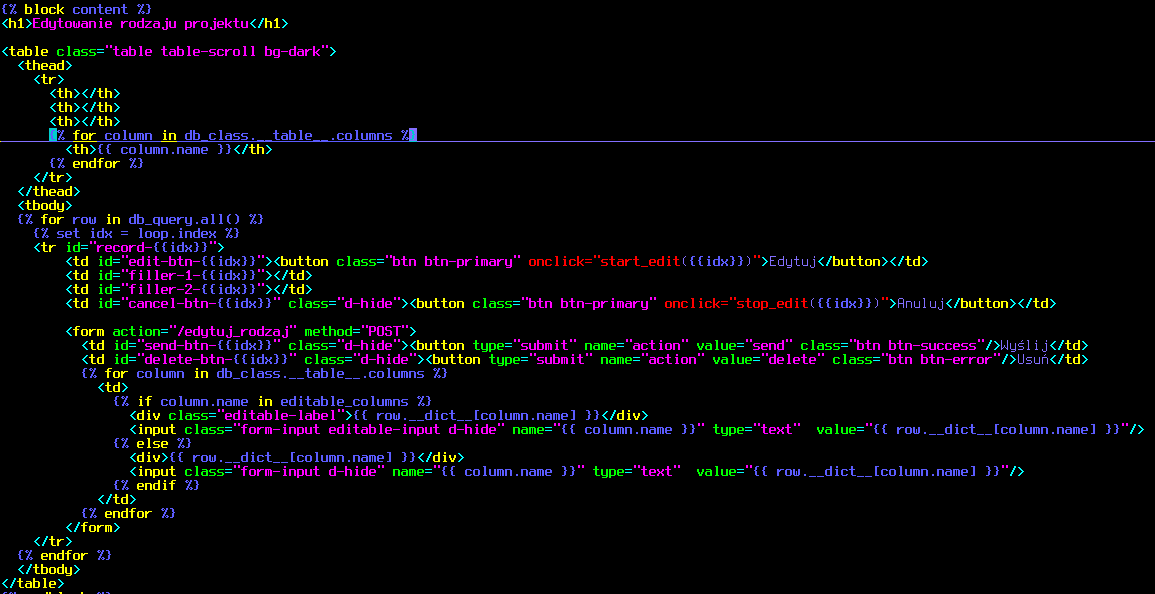 {% block content %}
<h1>Edytowanie rodzaju projektu</h1>
<table class="table table-scroll bg-dark">
<thead>
<tr>
<th></th>
<th></th>
<th></th>
{% for column in db_class.__table__.columns %}
<th>{{ column.name }}</th>
{% endfor %}
</tr>
</thead>
<tbody>
{% for row in db_query.all() %}
{% set idx = loop.index %}
<tr id="record-{{idx}}">
<td id="edit-btn-{{idx}}"><button class="btn btn-primary" onclick="start_edit({{idx}})">Edytuj</button></td>
<td id="filler-1-{{idx}}"></td>
<td id="filler-2-{{idx}}"></td>
<td id="cancel-btn-{{idx}}" class="d-hide"><button class="btn btn-primary" onclick="stop_edit({{idx}})">Anuluj</button></td>
<form action="/edytuj_rodzaj" method="POST">
<td id="send-btn-{{idx}}" class="d-hide"><button type="submit" name="action" value="send" class="btn btn-success"/>Wyślij</td>
<td id="delete-btn-{{idx}}" class="d-hide"><button type="submit" name="action" value="delete" class="btn btn-error"/>Usuń</td>
{% for column in db_class.__table__.columns %}
<td>
{% if column.name in editable_columns %}
<div class="editable-label">{{ row.__dict__[column.name] }}</div>
<input class="form-input editable-input d-hide" name="{{ column.name }}" type="text"  value="{{ row.__dict__[column.name] }}"/>
{% else %}
<div>{{ row.__dict__[column.name] }}</div>
<input class="form-input d-hide" name="{{ column.name }}" type="text"  value="{{ row.__dict__[column.name] }}"/>
{% endif %}
</td>
{% endfor %}
</form>
</tr>
{% endfor %}
</tbody>
</table>